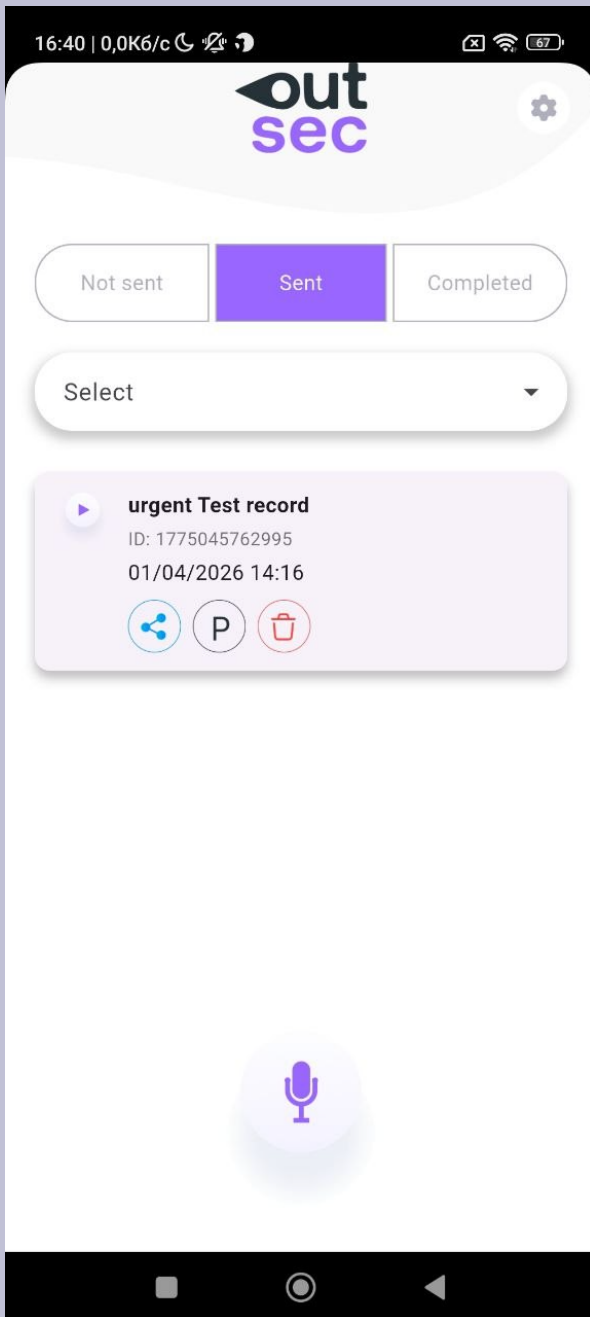 16:40 | 0,0Кб/с
67
out
sec
Not sent
Sent
Completed
Select
urgent Test record
ID: 1775045762995
01/04/2026 14:16
P